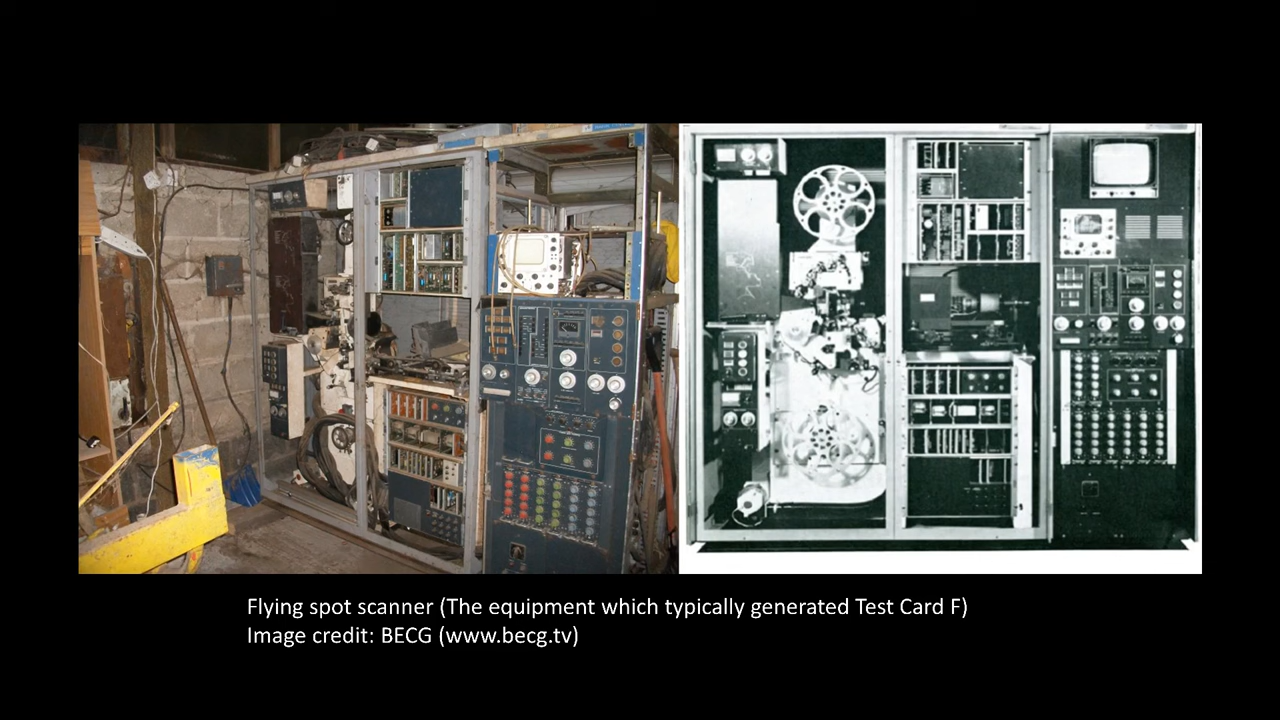 Flying spot scanner (The equipment which typically generated Test Card F)
Image credit: BECG (www.becg.tv)